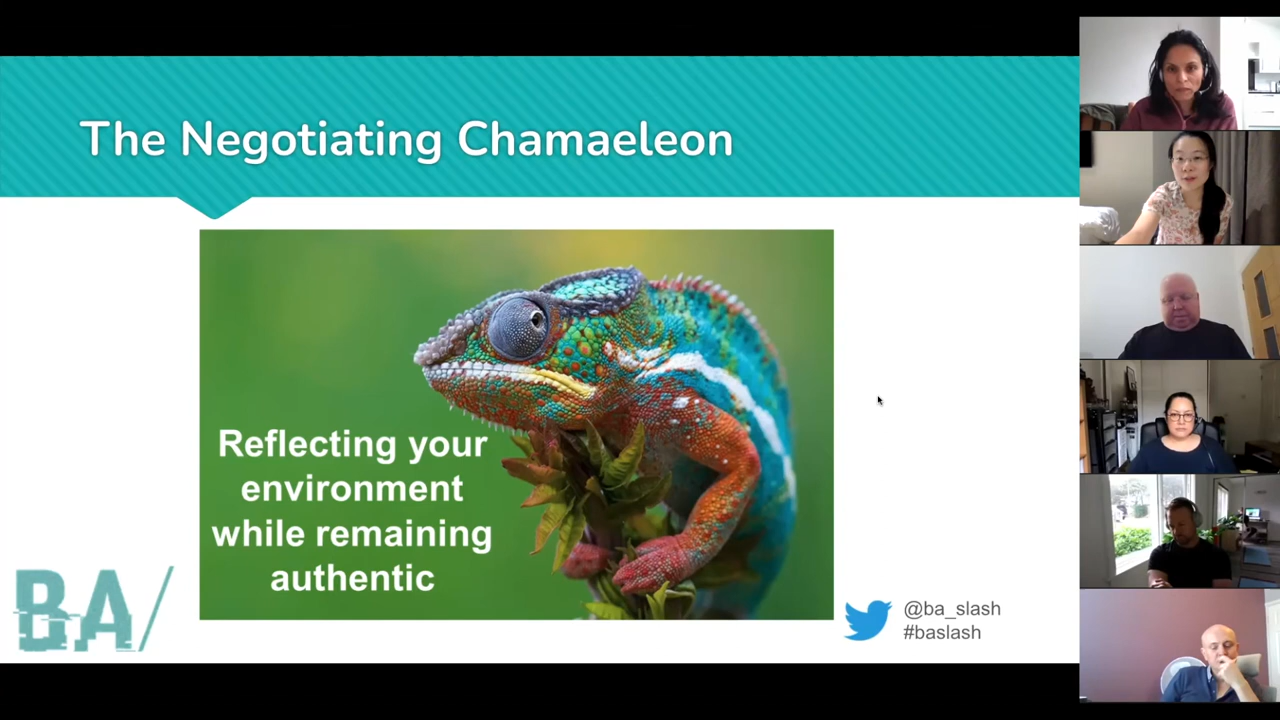 The Negotiating Chamaeleon
Reflecting your
environment
while remaining
authentic
BA/
@ba_slash
#baslash